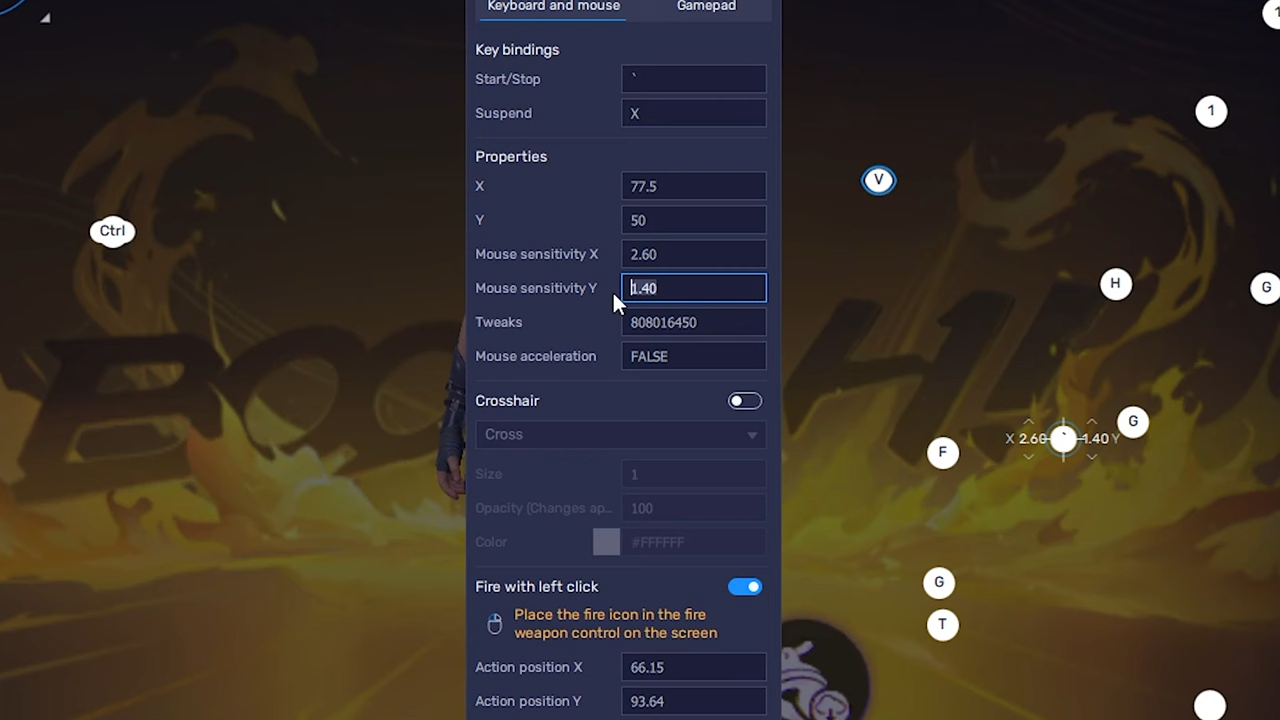 Keyboard and mouse Gamepad
Key bindings
Start/Stop `
Suspend X
Properties
X 77.5
Y 50
Mouse sensitivity X 2.60
Mouse sensitivity Y 1.40
Tweaks 808016450
Mouse acceleration FALSE
Crosshair
Cross
Size 1
Opacity (Changes ap... 100
Color #FFFFFF
Fire with left click
Place the fire icon in the fire
weapon control on the screen
Action position X 66.15
Action position Y 93.64
Ctrl
1
1
V
H
G
G
X 2.60 ` 1.40 Y
F
G
T